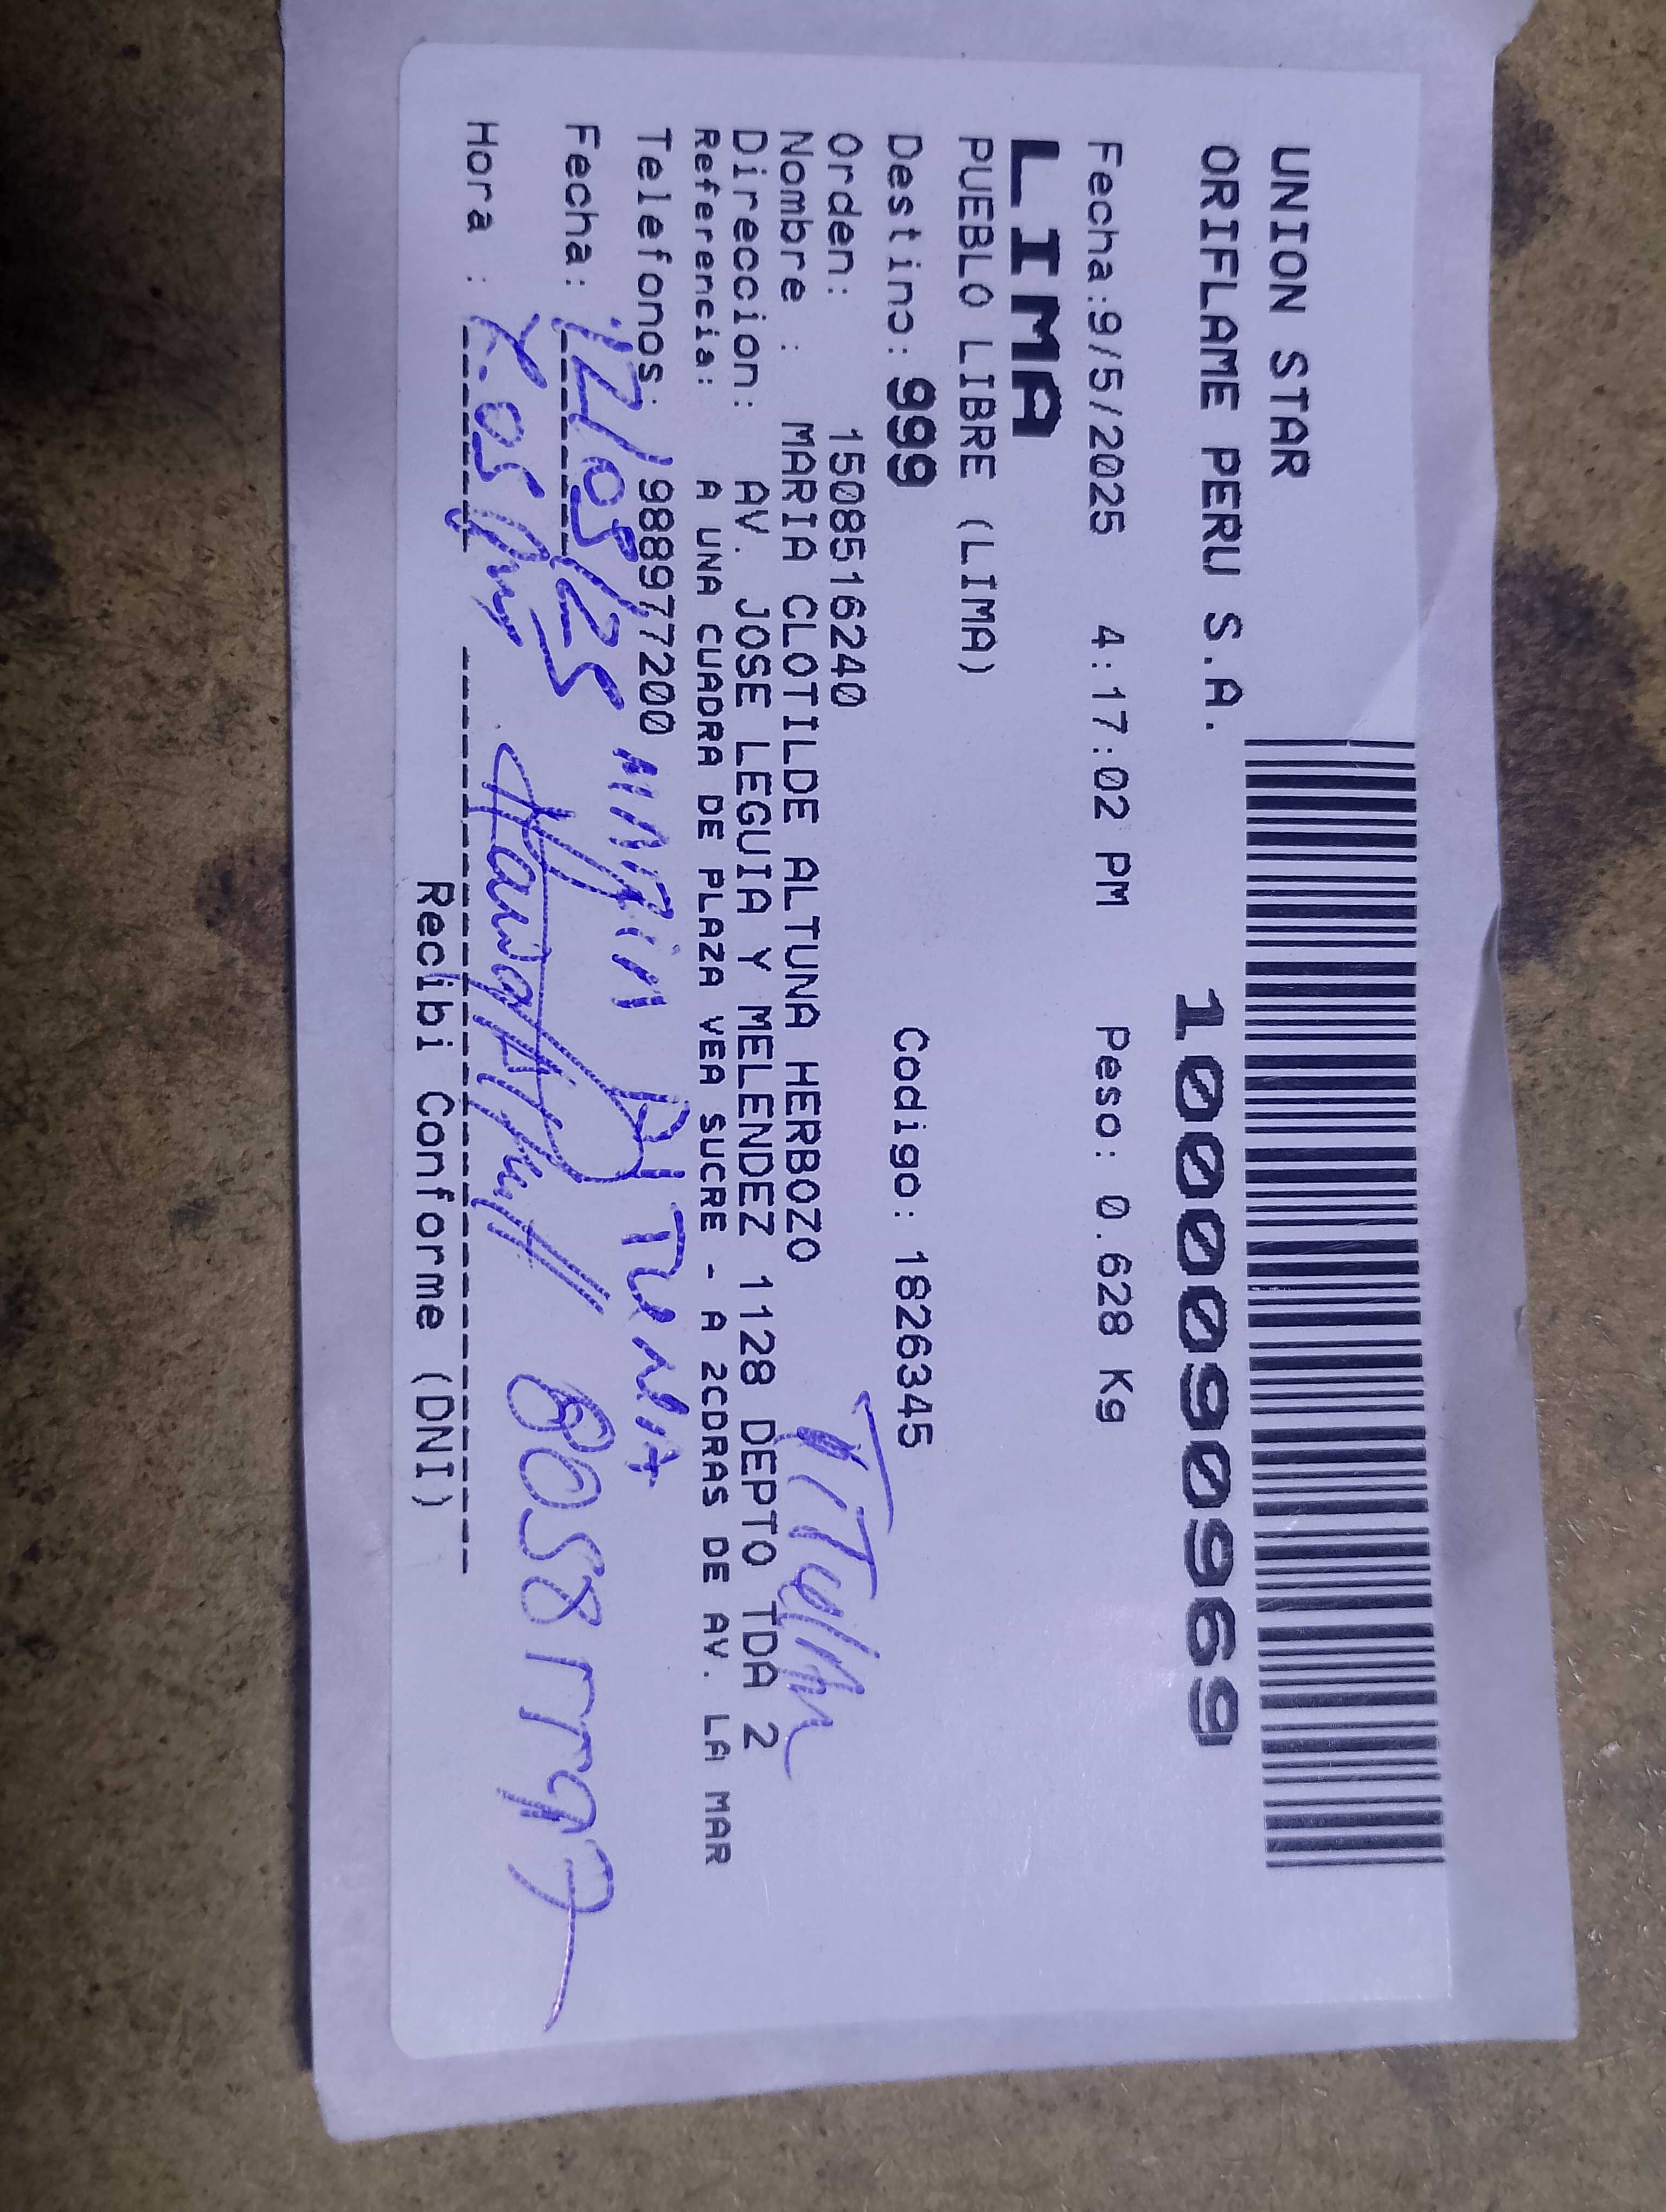 UNION STAR
ORIFLAME PERU S.A.
10000909969
Fecha:9/5/2025 4:17:02 PM Peso: 0.628 Kg
LIMA
PUEBLO LIBRE (LIMA)
Destino: 999 Codigo: 1826345
Orden: 1508516240
Nombre : MARIA CLOTILDE ALTUNA HERBOZO
Direccion: AV. JOSE LEGUIA Y MELENDEZ 1128 DEPTO TDA 2
Referencia: A UNA CUADRA DE PLAZA VEA SUCRE - A 2CDRAS DE AV. LA MAR
Telefonos: 988977200
Fecha: 12/05/25
Hora :
Recibi Conforme (DNI)